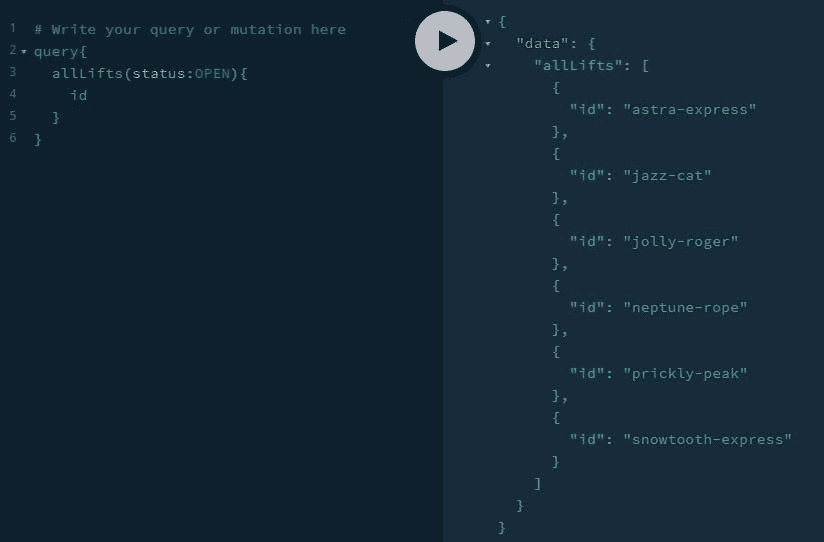 1 # Write your query or mutation here
2 query{
3 allLifts(status:OPEN){
4 id
5 }
6 }
{
"data": {
"allLifts": [
{
"id": "astra-express"
},
{
"id": "jazz-cat"
},
{
"id": "jolly-roger"
},
{
"id": "neptune-rope"
},
{
"id": "prickly-peak"
},
{
"id": "snowtooth-express"
}
]
}
}